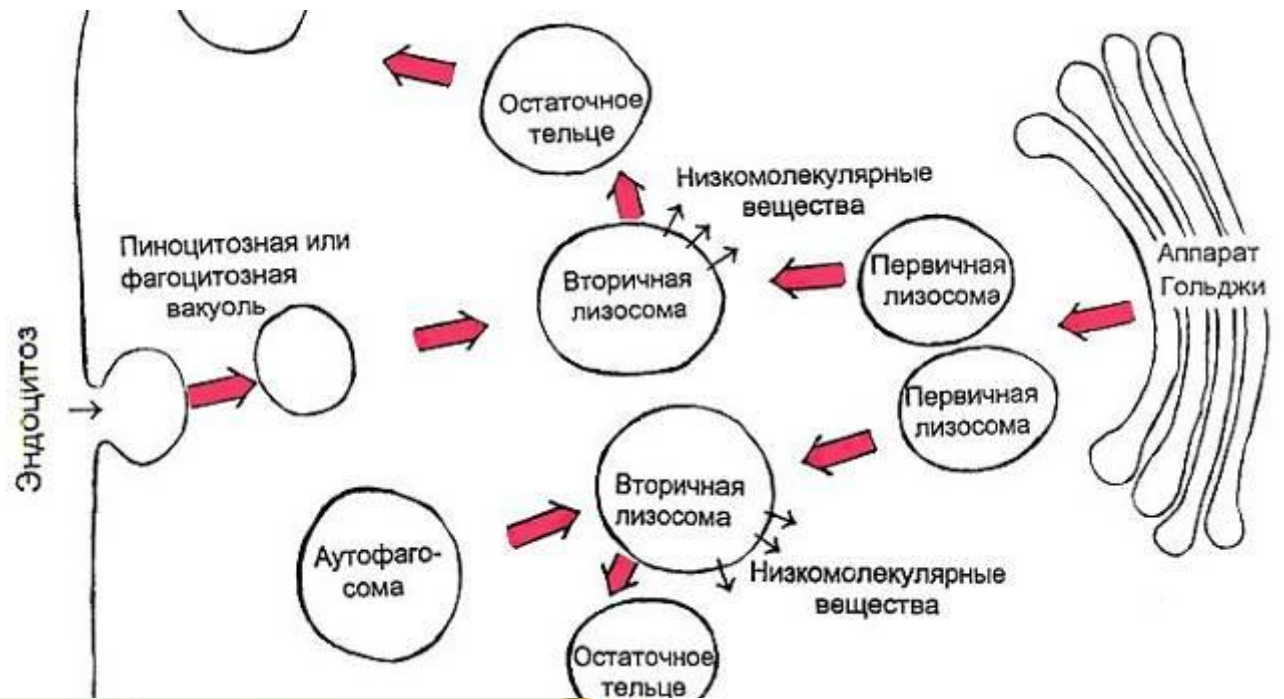 Остаточное
тельце
Низкомолекулярные
вещества
Пиноцитозная или
фагоцитозная
вакуоль
Вторичная
лизосома
Первичная
лизосома
Аппарат
Гольджи
Эндоцитоз
Первичная
лизосома
Вторичная
лизосома
Аутофаго-
сома
Низкомолекулярные
вещества
Остаточное
тельце